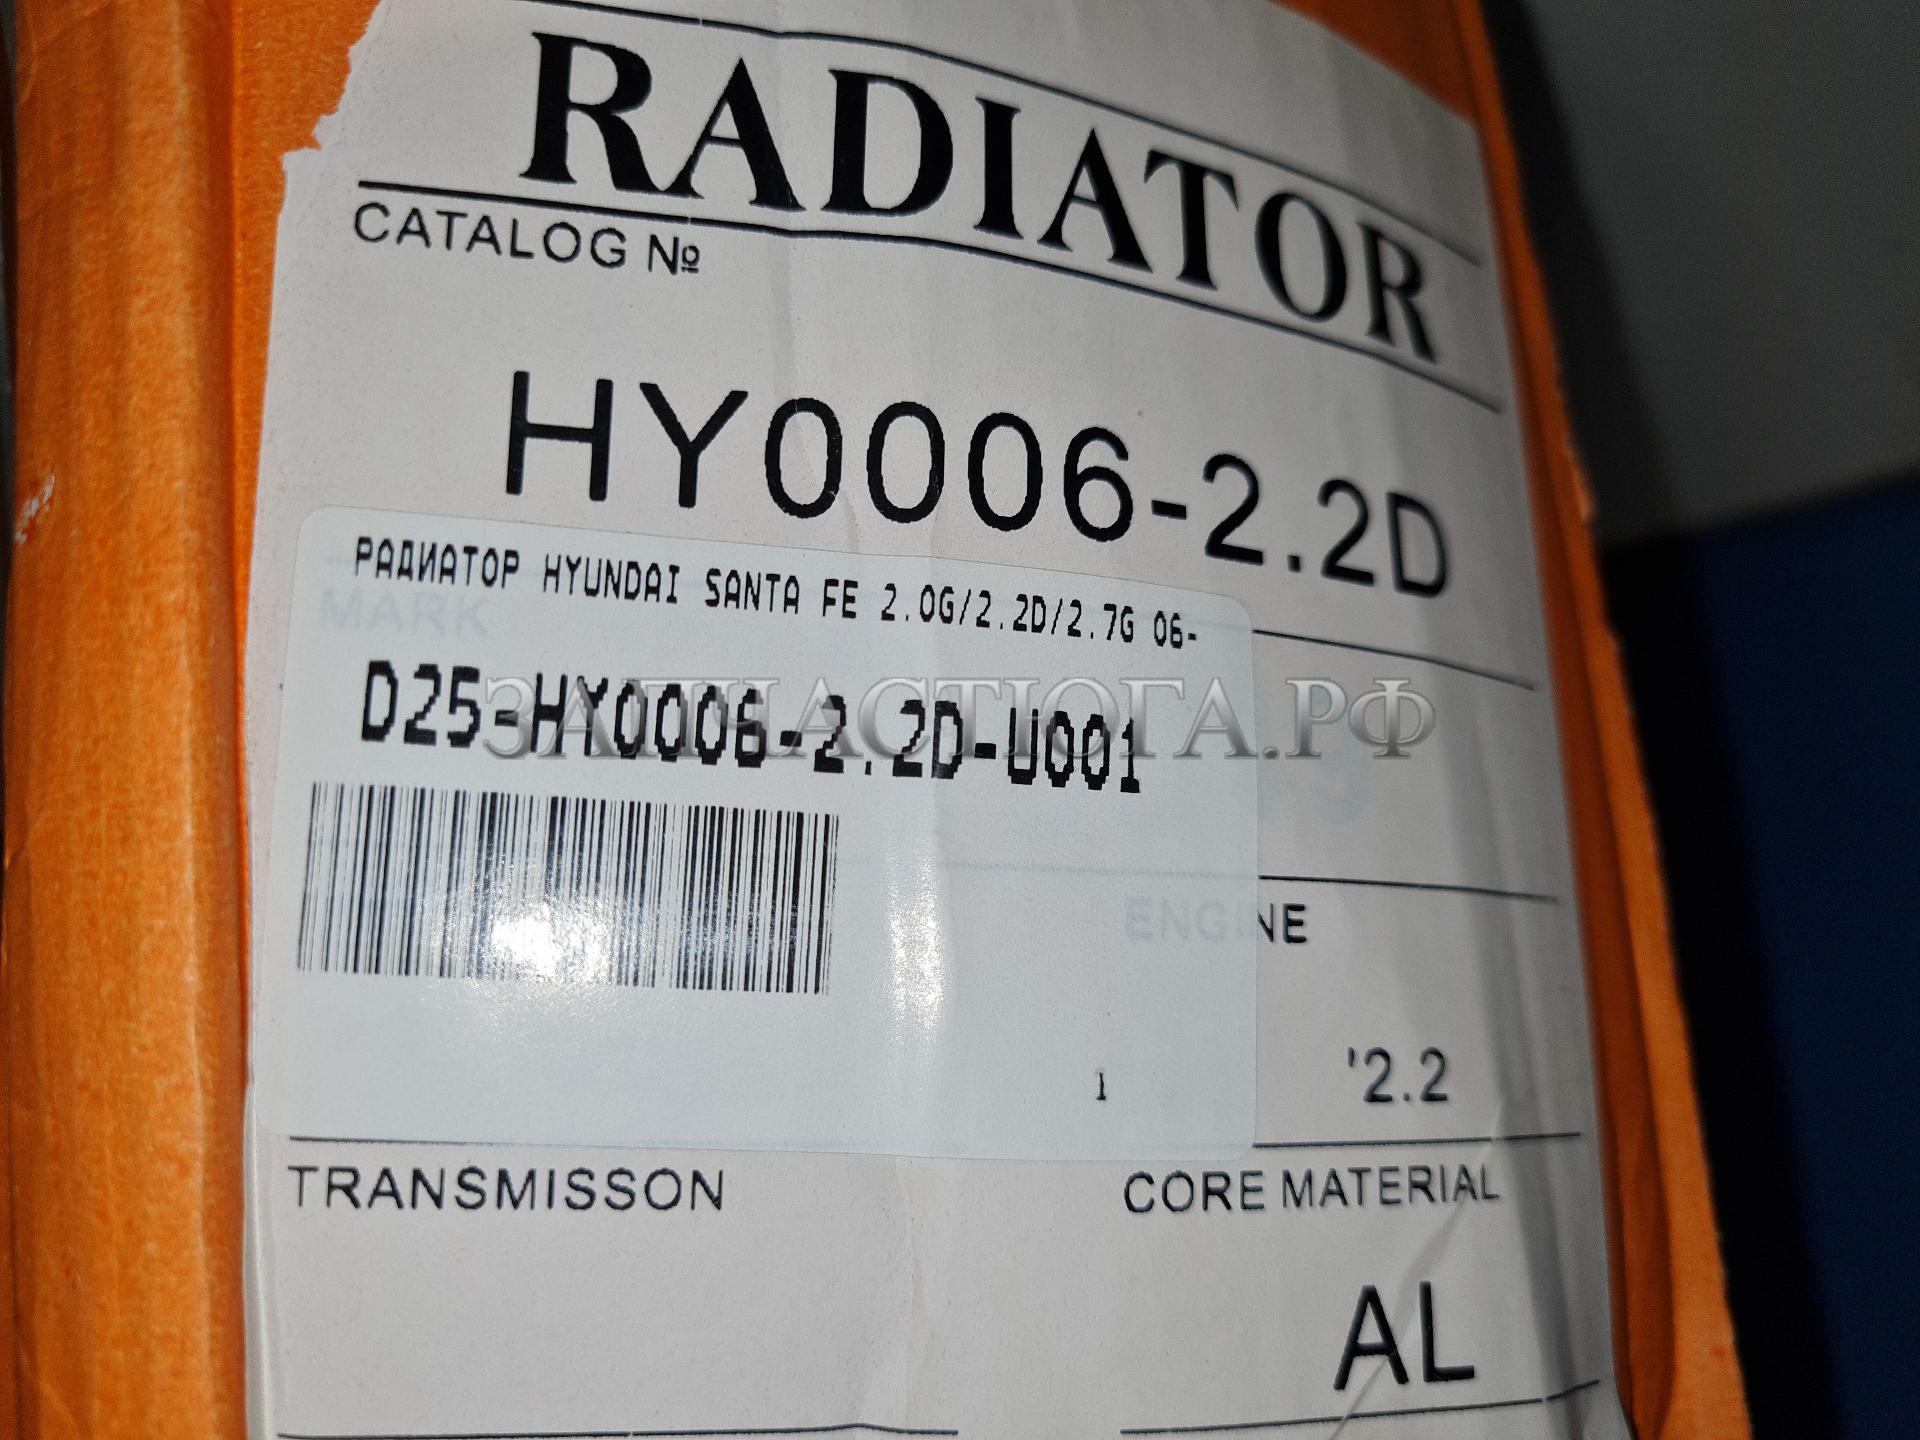 RADIATOR
CATALOG №
HY0006-2.2D
РАДИАТОР HYUNDAI SANTA FE 2.0G/2.2D/2.7G 06-
MARK
D25-HY0006-2.2D-U001
ЗАПЧАСТЮГА.РФ
ENGINE
1
'2.2
TRANSMISSON
CORE MATERIAL
AL